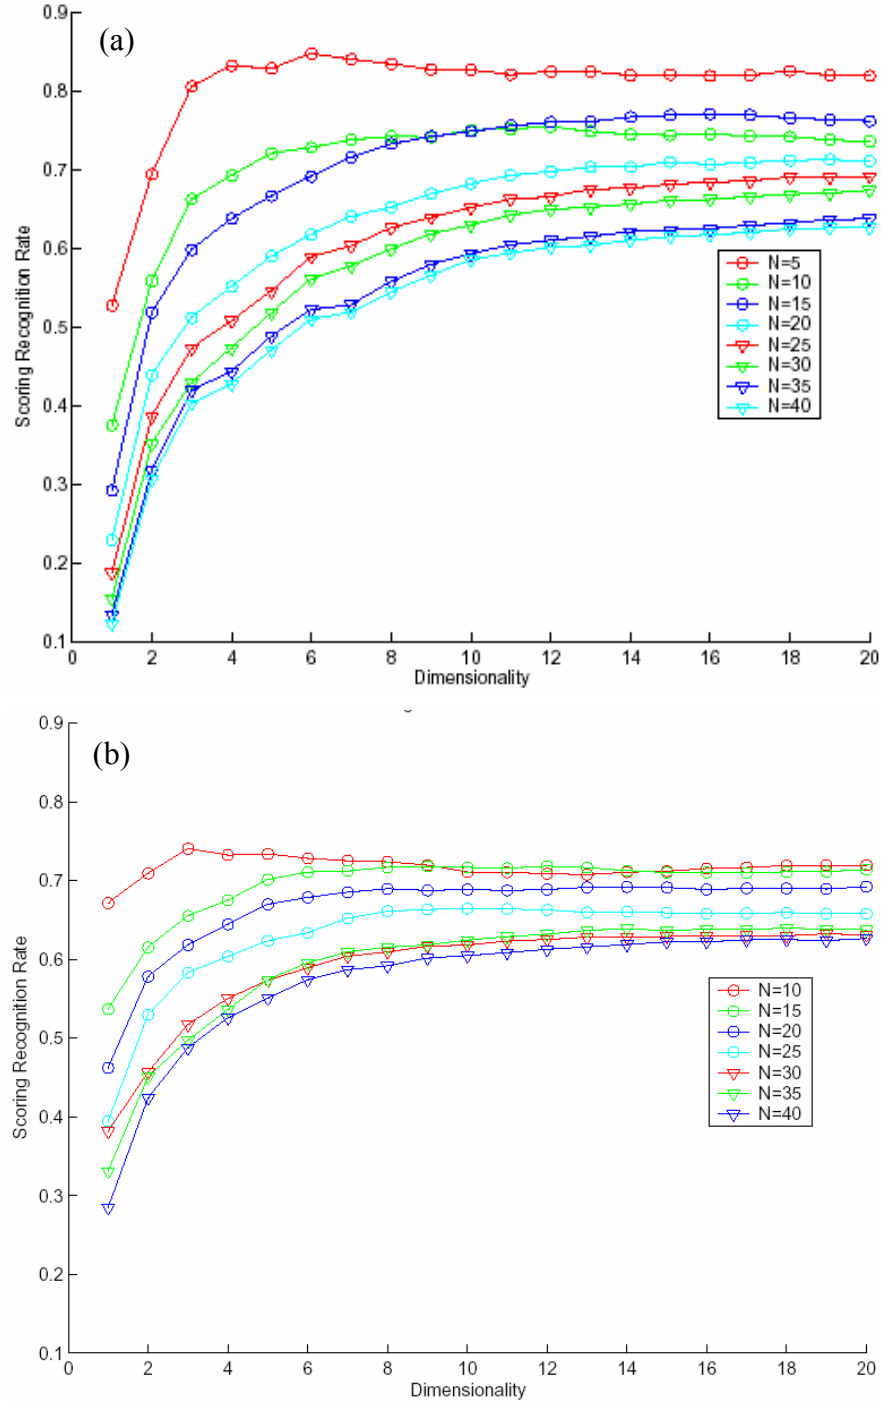 (a)
0.9
0.8
0.7
0.6
0.5
0.4
0.3
0.2
0.1
Scoring Recognition Rate
N=5
N=10
N=15
N=20
N=25
N=30
N=35
N=40
0 2 4 6 8 10 12 14 16 18 20
Dimensionality
(b)
0.9
0.8
0.7
0.6
0.5
0.4
0.3
0.2
0.1
Scoring Recognition Rate
N=10
N=15
N=20
N=25
N=30
N=35
N=40
0 2 4 6 8 10 12 14 16 18 20
Dimensionality